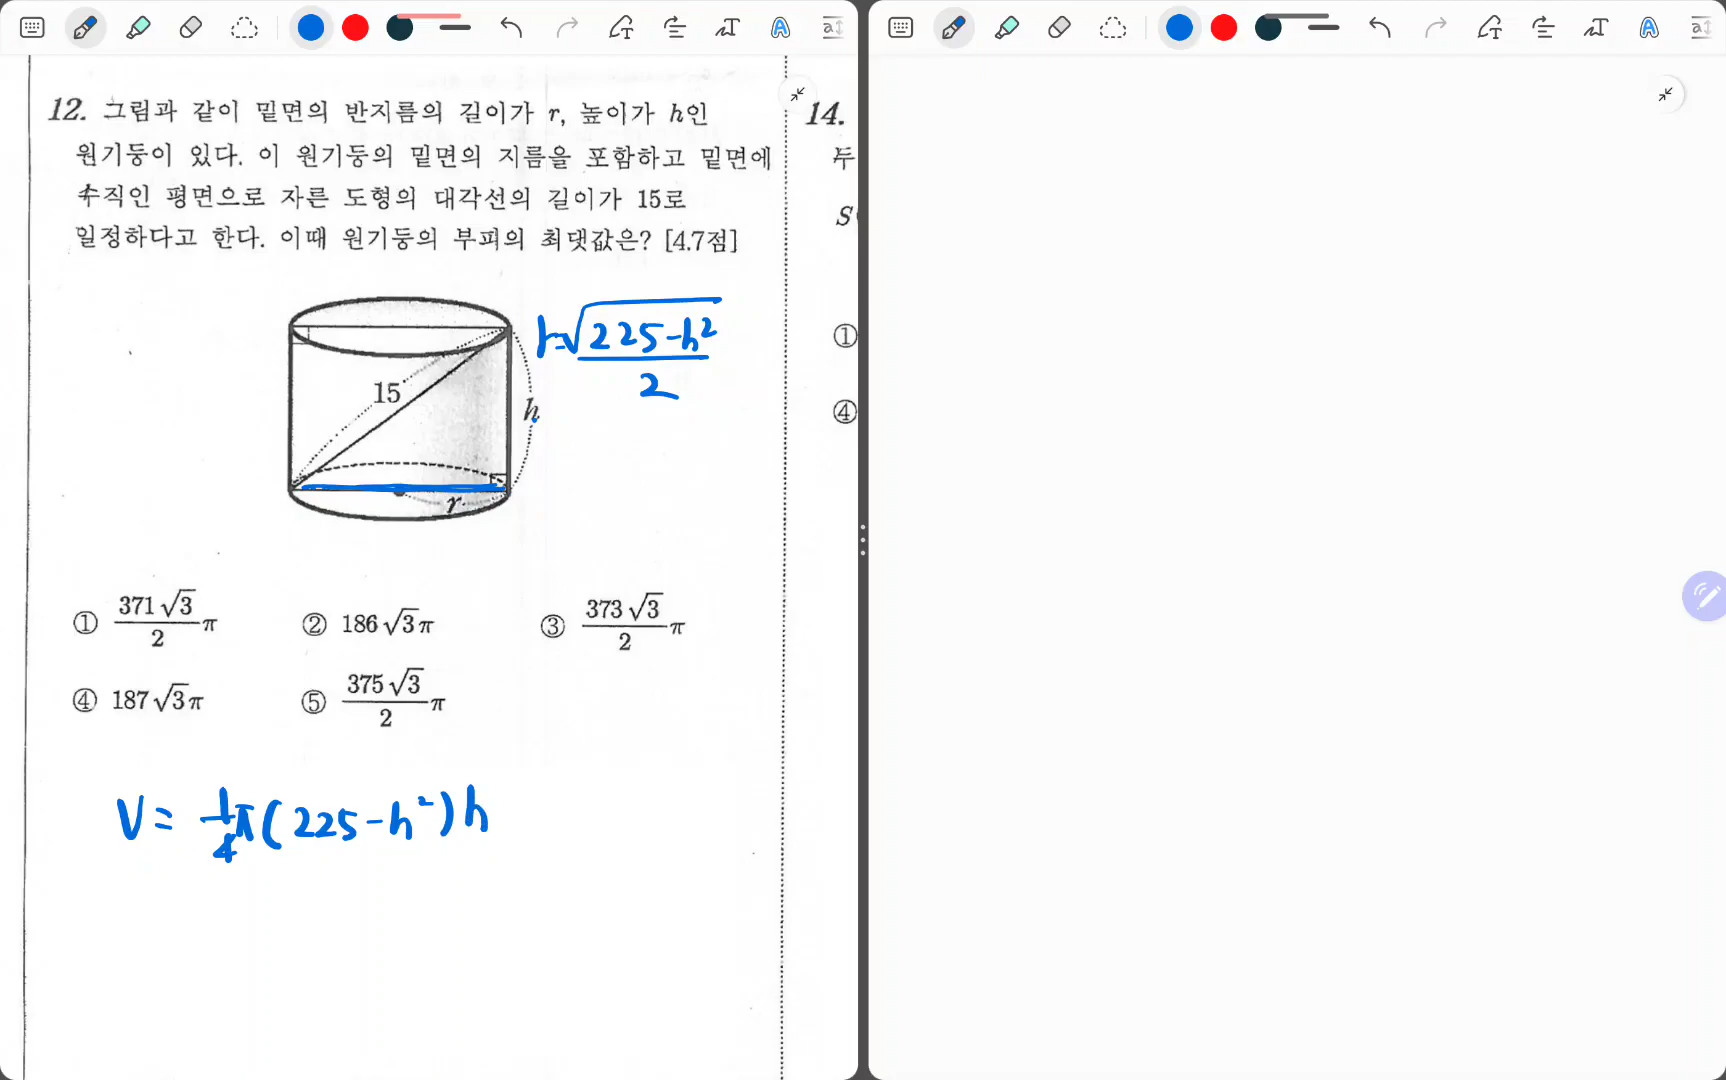 12. 그림과 같이 밑면의 반지름의 길이가 r, 높이가 h인
원기둥이 있다. 이 원기둥의 밑면의 지름을 포함하고 밑면에
수직인 평면으로 자른 도형의 대각선의 길이가 15로
일정하다고 한다. 이때 원기둥의 부피의 최댓값은? [4.7점]
15
h
r
r=√(225-h²)/2
① 371√3/2 π ② 186√3π ③ 373√3/2 π
④ 187√3π ⑤ 375√3/2 π
V= 1/4 π(225-h²)h
14.
두
S
①
④